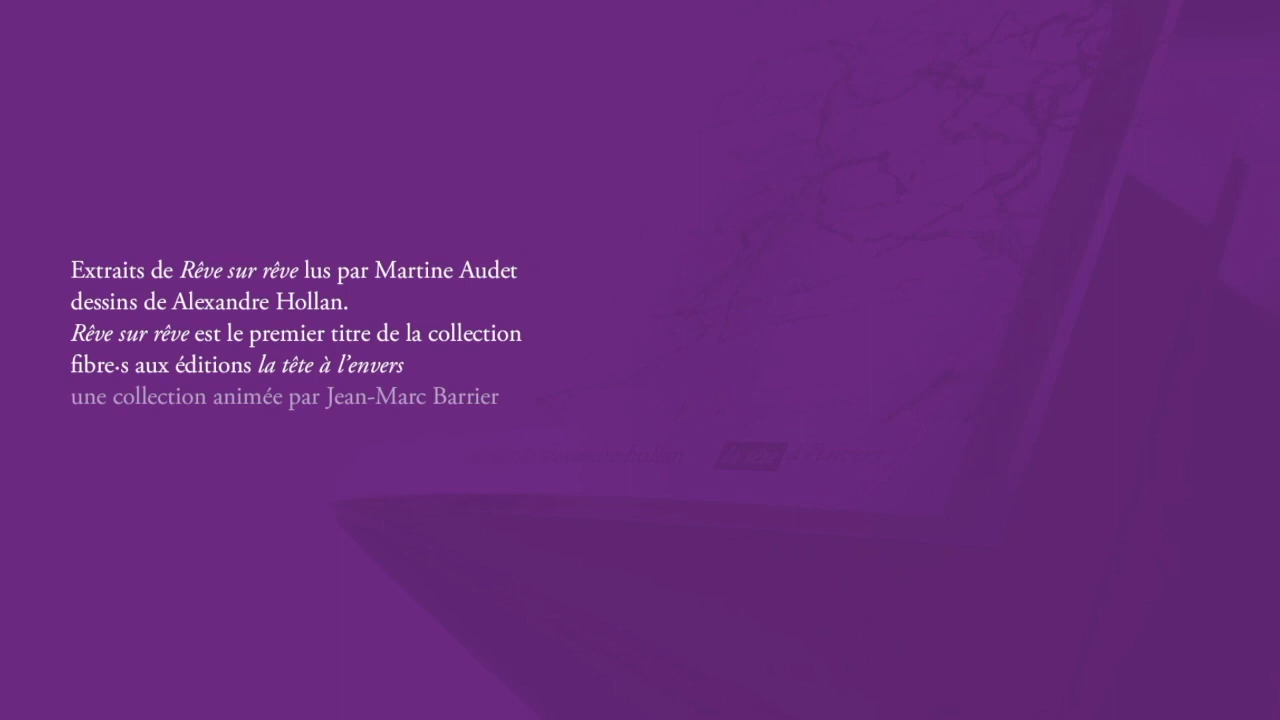 Extraits de Rêve sur rêve lus par Martine Audet
dessins de Alexandre Hollan.
Rêve sur rêve est le premier titre de la collection
fibre·s aux éditions la tête à l’envers
une collection animée par Jean-Marc Barrier